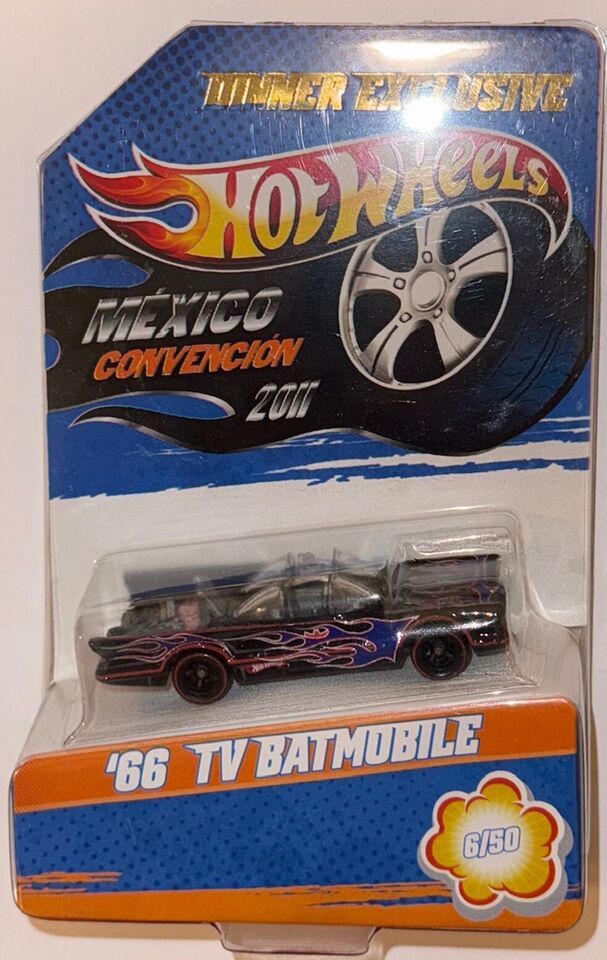 DINNER EXCLUSIVE
HOT WHEELS
MÉXICO
CONVENCIÓN
2011
'66 TV BATMOBILE
6/50